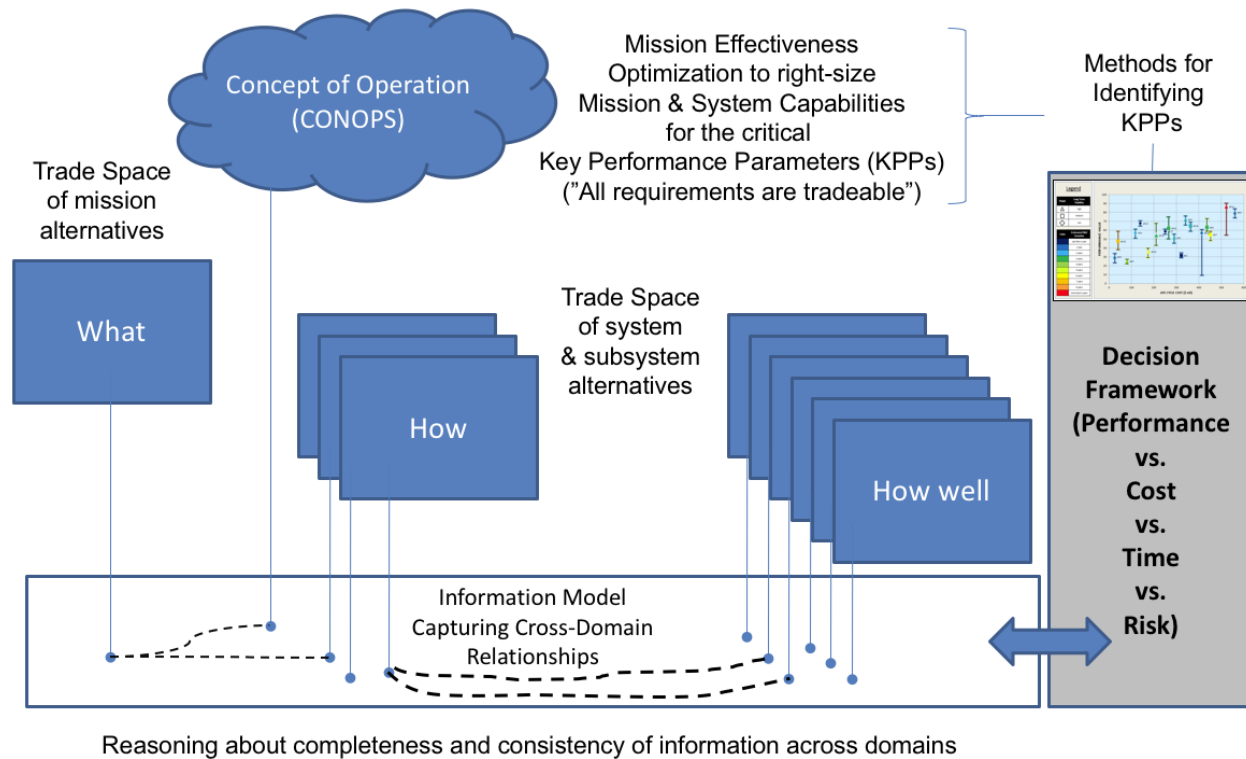 Concept of Operation
(CONOPS)
Mission Effectiveness
Optimization to right-size
Mission & System Capabilities
for the critical
Key Performance Parameters (KPPs)
(”All requirements are tradeable”)
Methods for
Identifying
KPPs
Trade Space
of mission
alternatives
What
How
Trade Space
of system
& subsystem
alternatives
How well
Legend
Decision
Framework
(Performance
vs.
Cost
vs.
Time
vs.
Risk)
Information Model
Capturing Cross-Domain
Relationships
Reasoning about completeness and consistency of information across domains